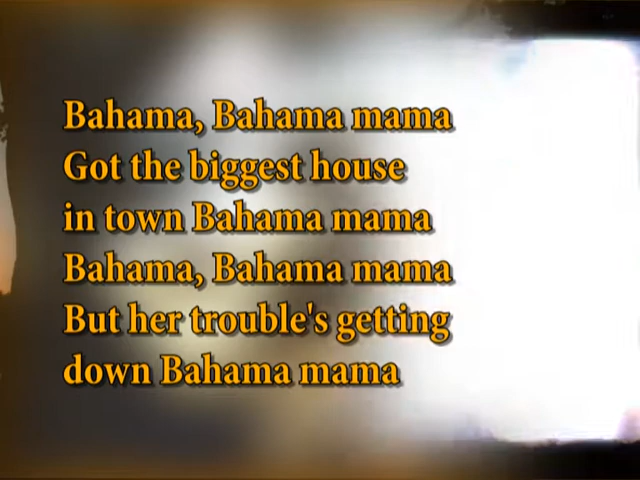 Bahama, Bahama mama
Got the biggest house
in town Bahama mama
Bahama, Bahama mama
But her trouble's getting
down Bahama mama